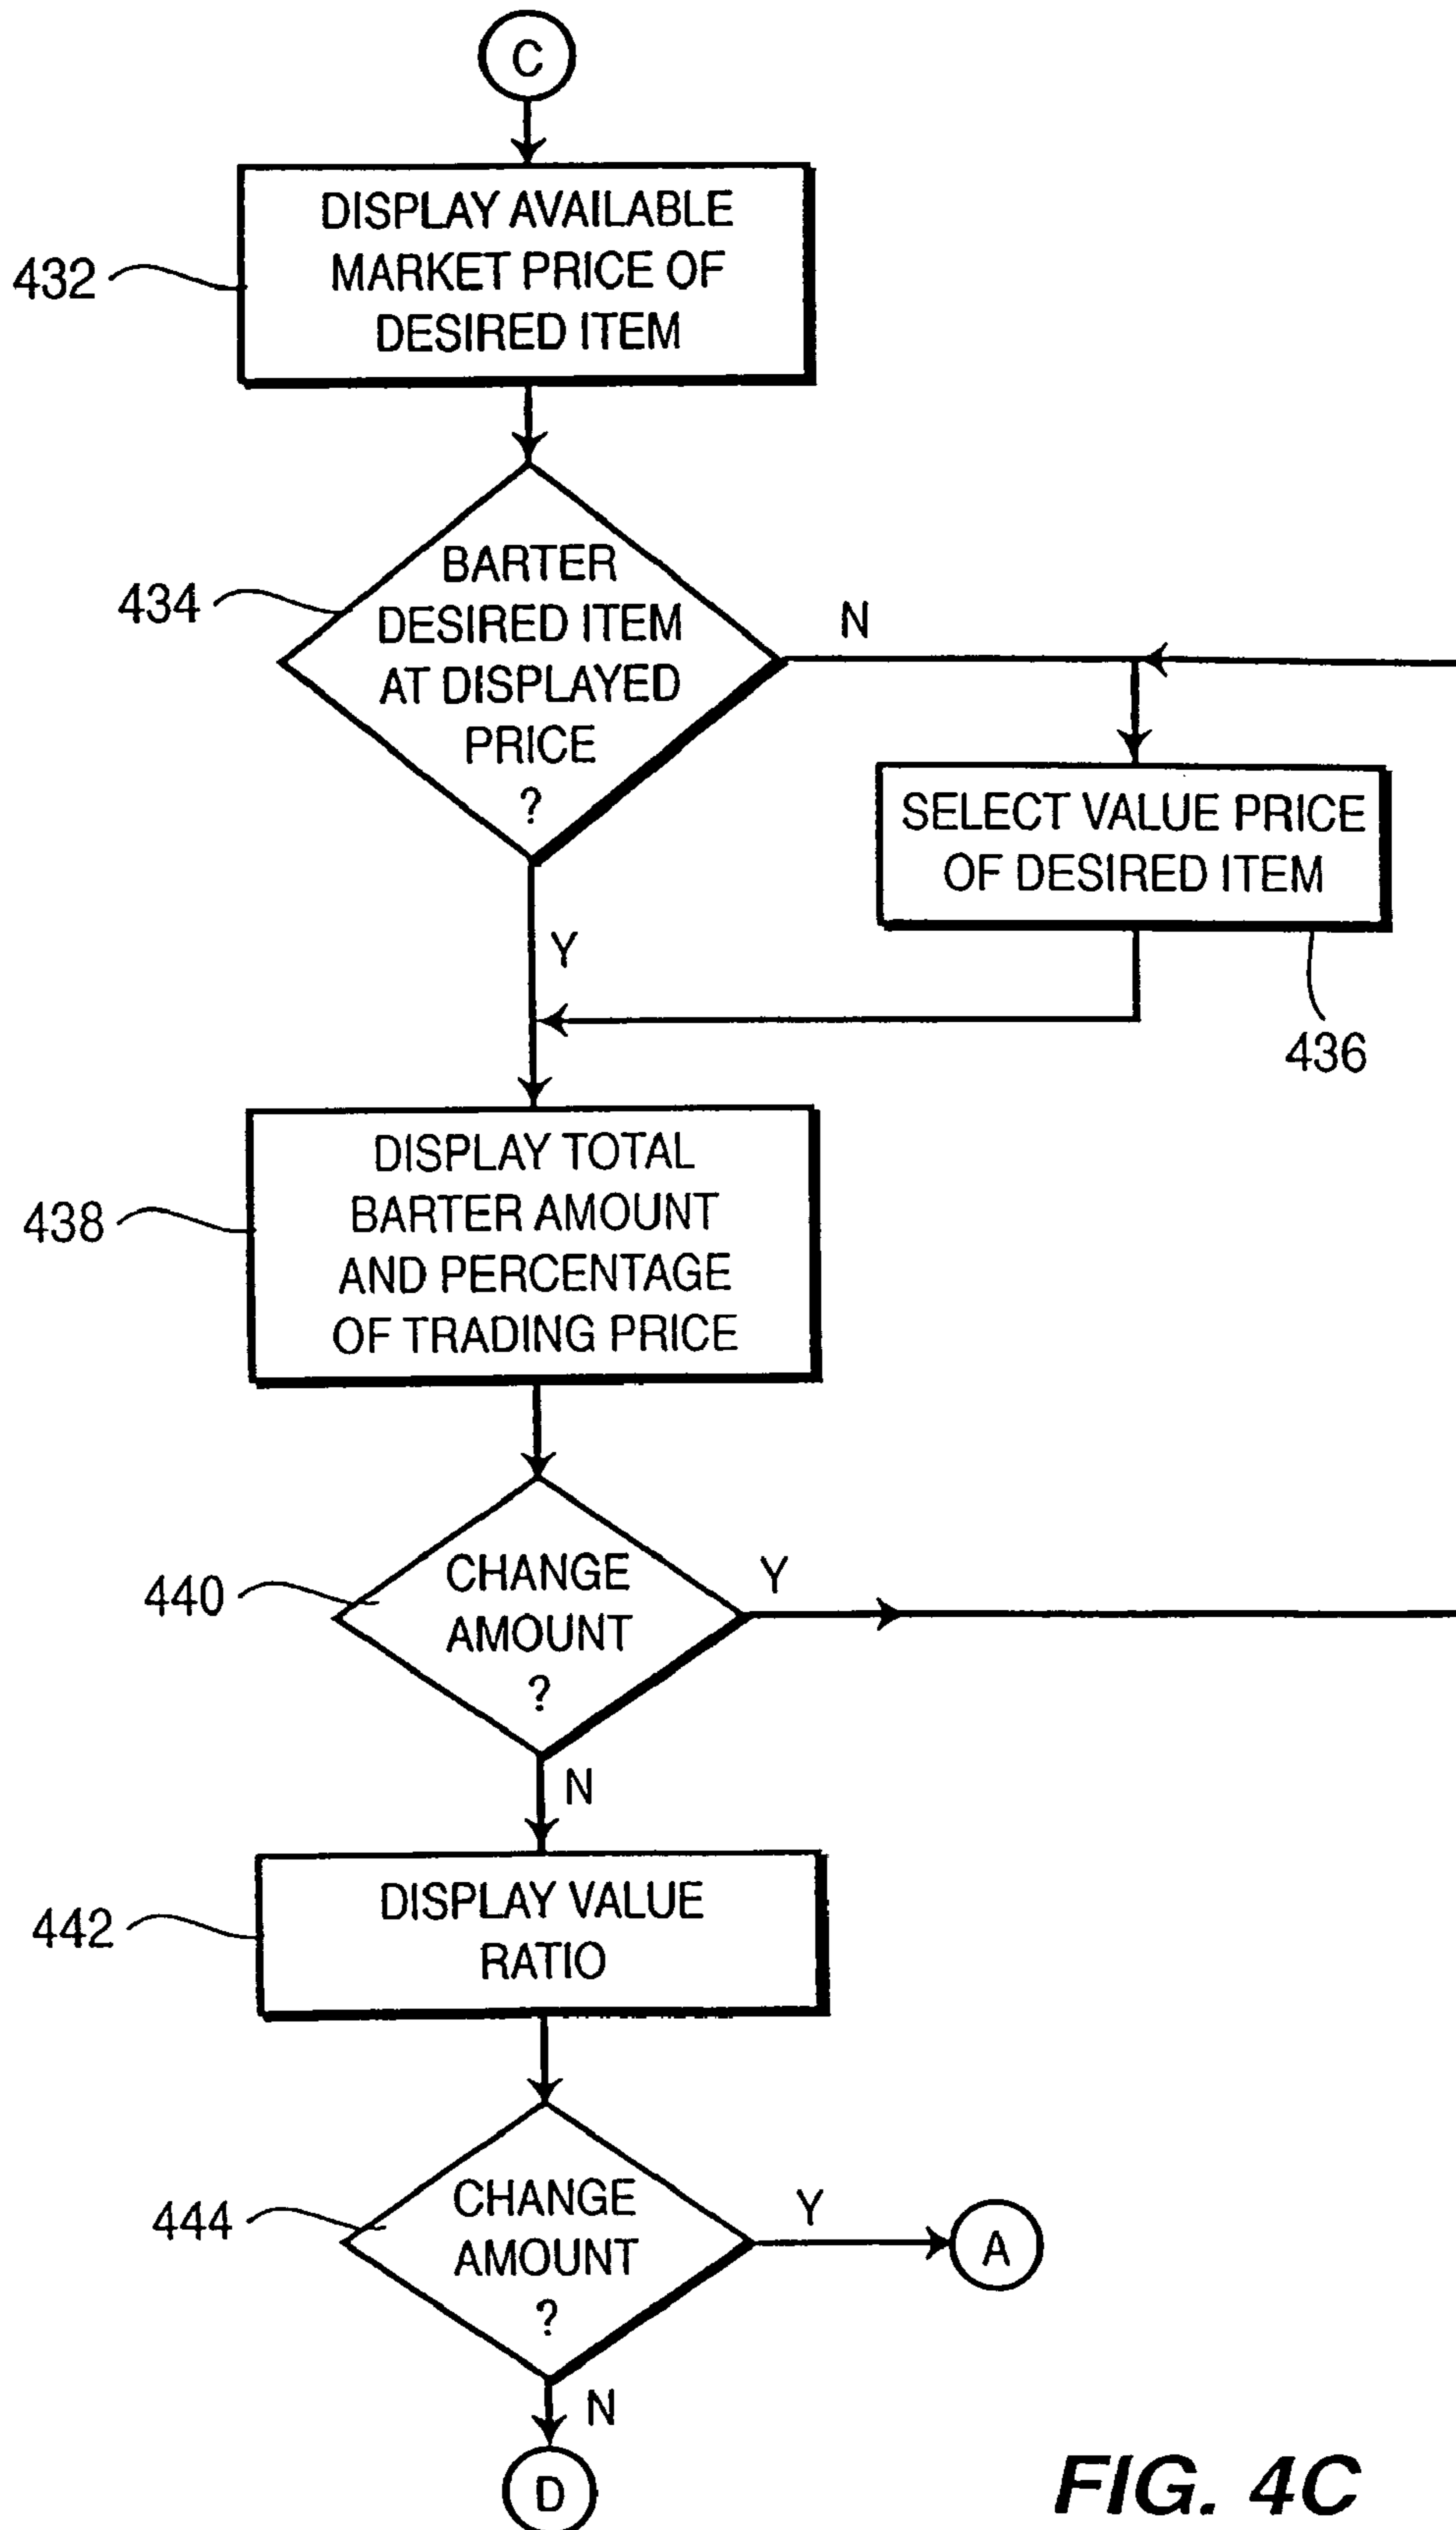 C
DISPLAY AVAILABLE
MARKET PRICE OF
DESIRED ITEM
432
BARTER
DESIRED ITEM
AT DISPLAYED
PRICE
?
434
N
SELECT VALUE PRICE
OF DESIRED ITEM
436
Y
DISPLAY TOTAL
BARTER AMOUNT
AND PERCENTAGE
OF TRADING PRICE
438
CHANGE
AMOUNT
?
440
Y
N
DISPLAY VALUE
RATIO
442
CHANGE
AMOUNT
?
444
Y
A
N
D
FIG. 4C